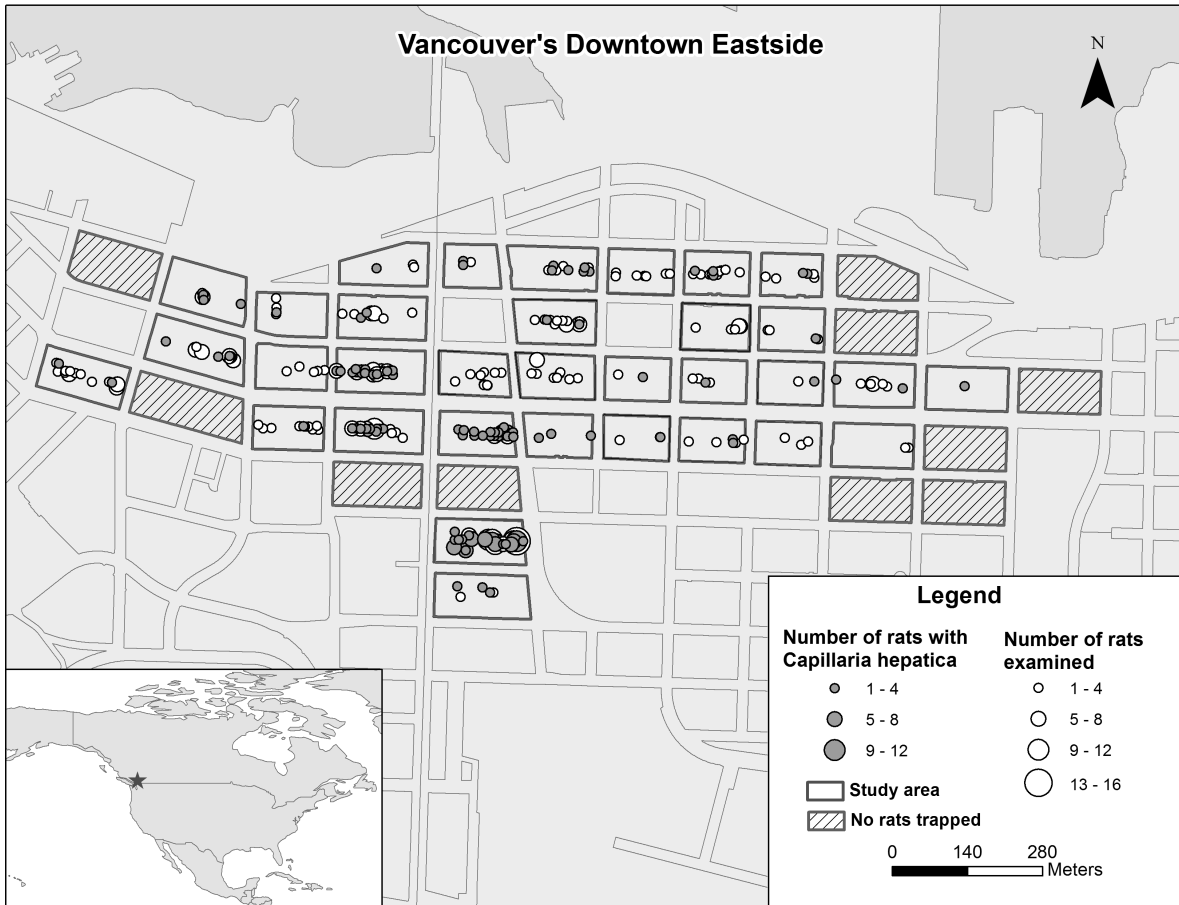 Vancouver's Downtown Eastside
N
Legend
Number of rats with
Capillaria hepatica
1 - 4
5 - 8
9 - 12
Number of rats
examined
1 - 4
5 - 8
9 - 12
13 - 16
Study area
No rats trapped
0 140 280
Meters